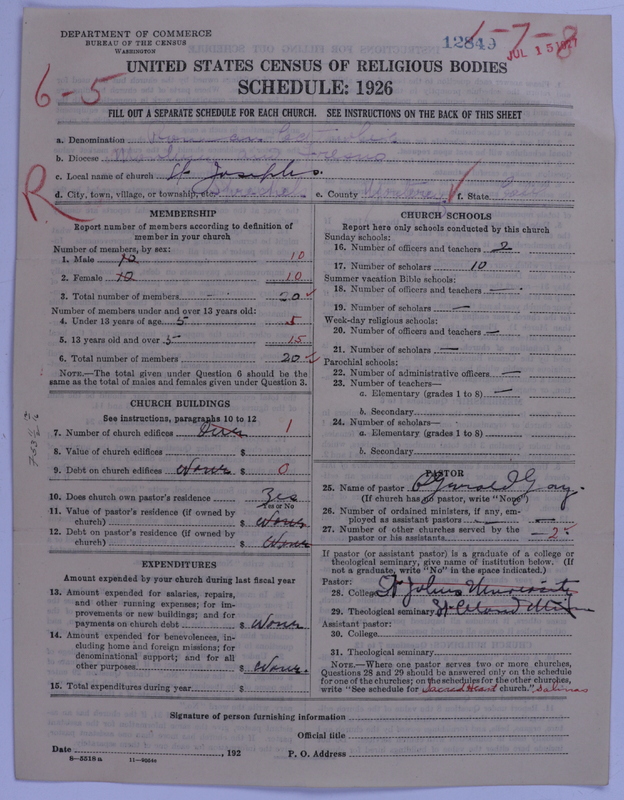 DEPARTMENT OF COMMERCE
BUREAU OF THE CENSUS
WASHINGTON
12849
1-7-8
JUL 15 1927
UNITED STATES CENSUS OF RELIGIOUS BODIES
SCHEDULE: 1926
6-5
FILL OUT A SEPARATE SCHEDULE FOR EACH CHURCH. SEE INSTRUCTIONS ON THE BACK OF THIS SHEET
a. Denomination
b. Diocese
c. Local name of church St Josephs.
d. City, town, village, or township, etc.
e. County Monterey
f. State
R
MEMBERSHIP
Report number of members according to definition of
member in your church
Number of members, by sex:
1. Male 10 10
2. Female 10 10
3. Total number of members 20
Number of members under and over 13 years old:
4. Under 13 years of age 5 5
5. 13 years old and over 5 15
6. Total number of members 20
NOTE.—The total given under Question 6 should be
same as the total of males and females given under Question 3.
CHURCH BUILDINGS
See instructions, paragraphs 10 to 12
7. Number of church edifices One 1
8. Value of church edifices $
9. Debt on church edifices None $ 0
10. Does church own pastor's residence Yes
Yes or No
11. Value of pastor's residence (if owned by
church) $ None
12. Debt on pastor's residence (if owned by
church) $ None
EXPENDITURES
Amount expended by your church during last fiscal year
13. Amount expended for salaries, repairs,
and other running expenses; for im-
provements or new buildings; and for
payments on church debt $ None
14. Amount expended for benevolences, in-
cluding home and foreign missions; for
denominational support; and for all
other purposes $ None.
15. Total expenditures during year $
CHURCH SCHOOLS
Report here only schools conducted by this church
Sunday schools:
16. Number of officers and teachers 2
17. Number of scholars 10
Summer vacation Bible schools:
18. Number of officers and teachers —
19. Number of scholars —
Week-day religious schools:
20. Number of officers and teachers —
21. Number of scholars —
Parochial schools:
22. Number of administrative officers —
23. Number of teachers—
a. Elementary (grades 1 to 8) —
b. Secondary
24. Number of scholars—
a. Elementary (grades 1 to 8) —
b. Secondary
PASTOR
25. Name of pastor
(If church has no pastor, write "None")
26. Number of ordained ministers, if any, em-
ployed as assistant pastors —
27. Number of other churches served by the
pastor or his assistants 2
If pastor (or assistant pastor) is a graduate of a college or
theological seminary, give name of institution below. (If
not a graduate, write "No" in the space indicated.)
Pastor:
28. College St Johns University
29. Theological seminary
Assistant pastor:
30. College
31. Theological seminary
NOTE.—Where one pastor serves two or more churches,
Questions 28 and 29 should be answered only on the schedule
for one of the churches; on the schedules for the other churches,
write "See schedule for Sacred Heart church." Salinas
Signature of person furnishing information
Official title
Date , 192
P. O. Address
8—5518a